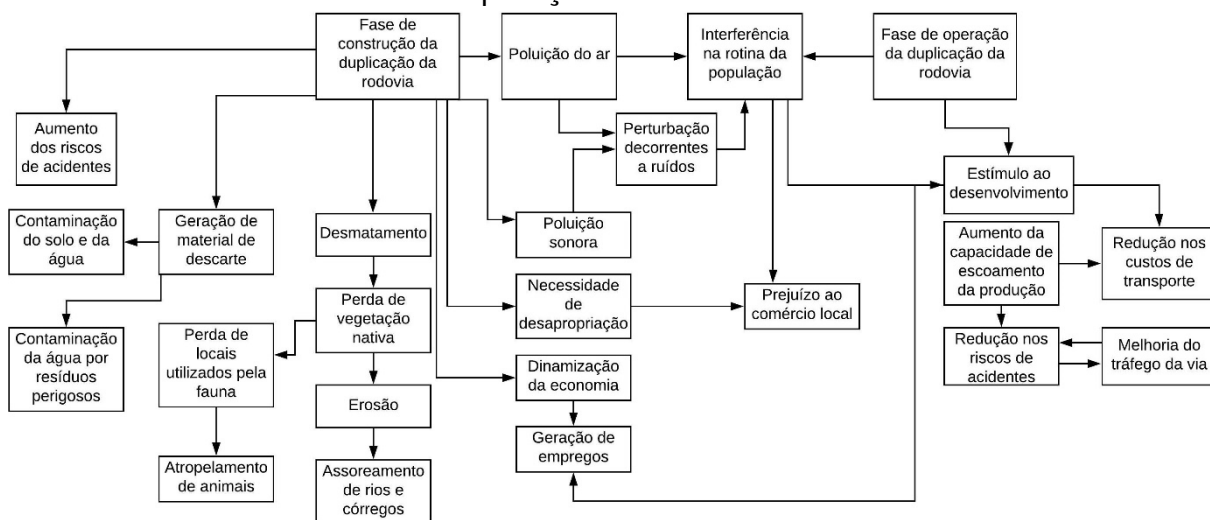 Fase de
construção da
duplicação da
rodovia
Poluição do ar
Interferência
na rotina da
população
Fase de operação
da duplicação da
rodovia
Aumento
dos riscos
de acidentes
Perturbação
decorrentes
a ruídos
Estímulo ao
desenvolvimento
Contaminação
do solo e da
água
Geração de
material de
descarte
Desmatamento
Poluição
sonora
Aumento da
capacidade de
escoamento
da produção
Redução nos
custos de
transporte
Contaminação
da água por
resíduos
perigosos
Perda de
locais
utilizados pela
fauna
Perda de
vegetação
nativa
Necessidade
de
desapropriação
Prejuízo ao
comércio local
Redução nos
riscos de
acidentes
Melhoria do
tráfego da via
Dinamização
da economia
Erosão
Geração de
empregos
Atropelamento
de animais
Assoreamento
de rios e
córregos